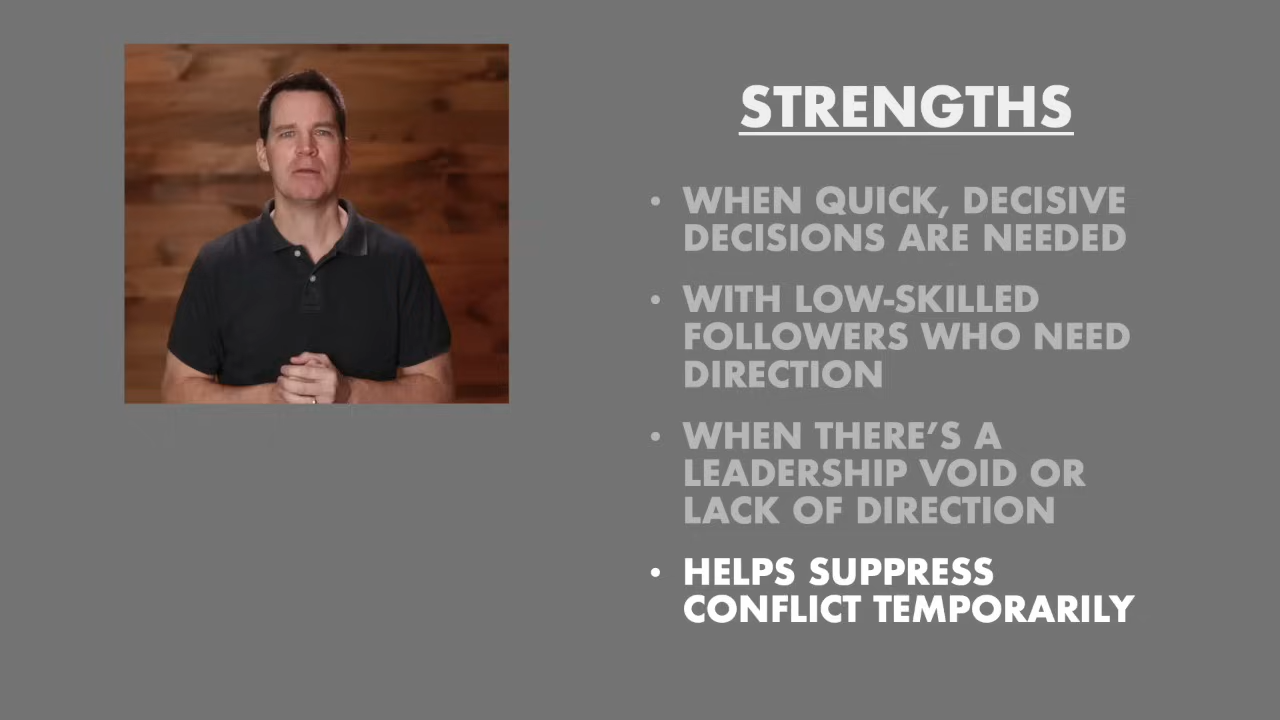 STRENGTHS
• WHEN QUICK, DECISIVE
DECISIONS ARE NEEDED
• WITH LOW-SKILLED
FOLLOWERS WHO NEED
DIRECTION
• WHEN THERE’S A
LEADERSHIP VOID OR
LACK OF DIRECTION
• HELPS SUPPRESS
CONFLICT TEMPORARILY